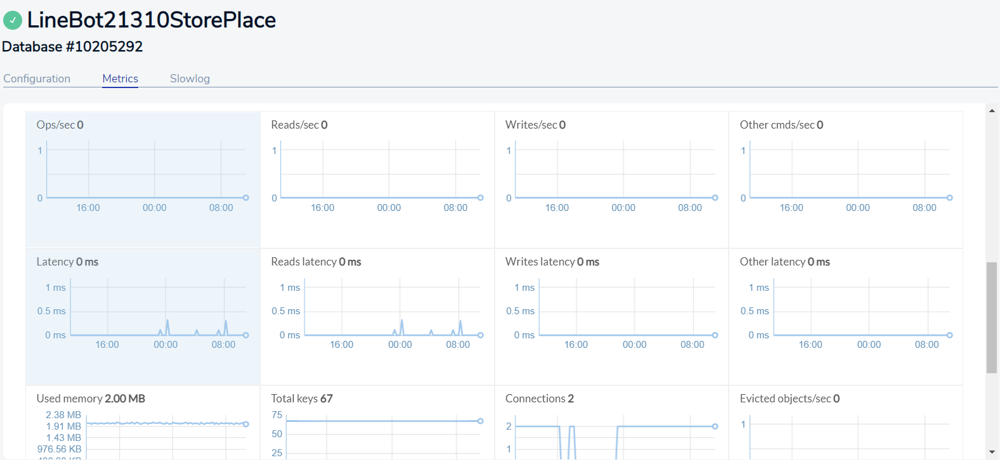 LineBot21310StorePlace
Database #10205292
Configuration Metrics Slowlog
Ops/sec 0
1
0
16:00 00:00 08:00
Reads/sec 0
1
0
16:00 00:00 08:00
Writes/sec 0
1
0
16:00 00:00 08:00
Other cmds/sec 0
1
0
16:00 00:00 08:00
Latency 0 ms
1 ms
0.5 ms
0 ms
16:00 00:00 08:00
Reads latency 0 ms
1 ms
0.5 ms
0 ms
16:00 00:00 08:00
Writes latency 0 ms
1 ms
0.5 ms
0 ms
16:00 00:00 08:00
Other latency 0 ms
1 ms
0.5 ms
0 ms
16:00 00:00 08:00
Used memory 2.00 MB
2.38 MB
1.91 MB
1.43 MB
976.56 KB
Total keys 67
75
50
25
Connections 2
2
1
Evicted objects/sec 0
1